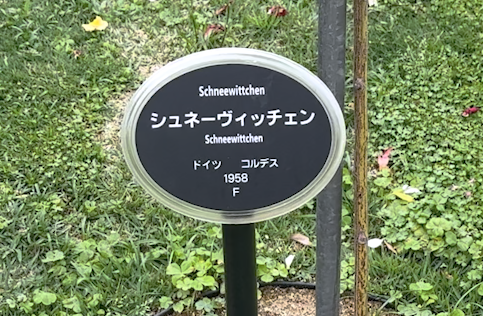 Schneewittchen
シュネーヴィッチェン
Schneewittchen
ドイツ コルデス
1958
F